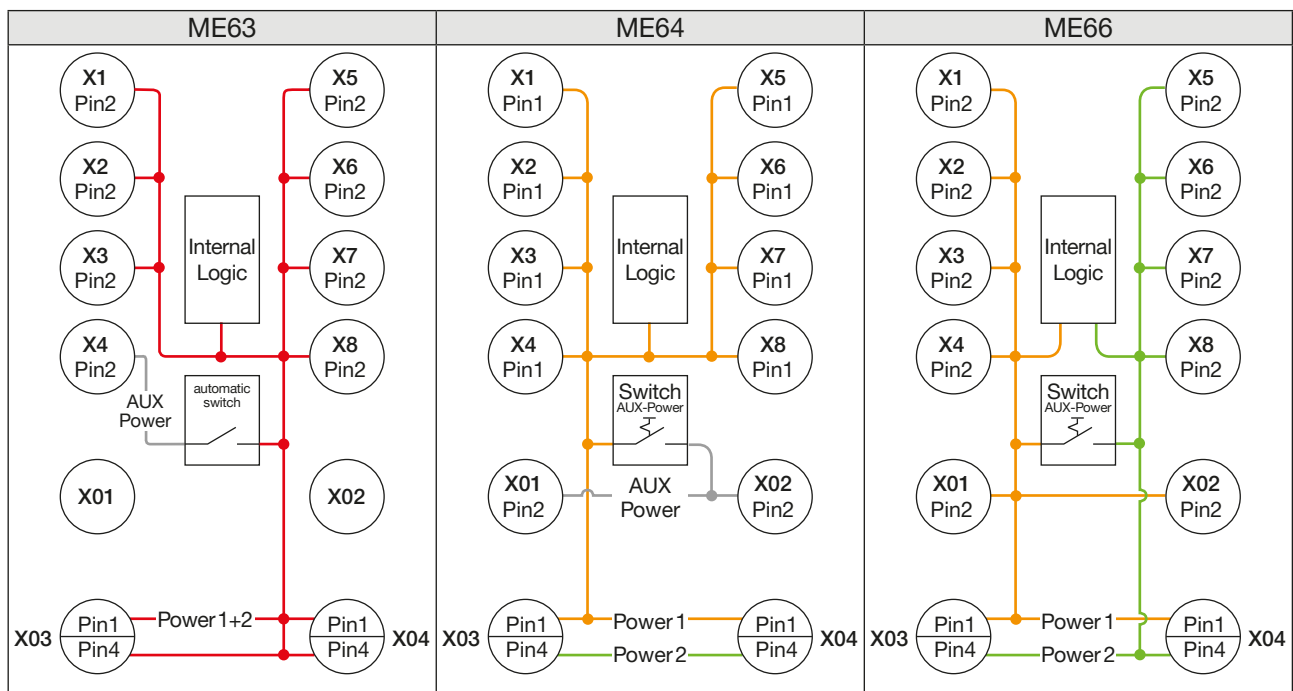 ME63
X1
Pin2
X5
Pin2
X2
Pin2
X6
Pin2
Internal
Logic
X3
Pin2
X7
Pin2
X4
Pin2
X8
Pin2
automatic
switch
AUX
Power
X01
X02
X03
Pin1
Pin4
Power 1+2
Pin1
Pin4
X04
ME64
X1
Pin1
X5
Pin1
X2
Pin1
X6
Pin1
Internal
Logic
X3
Pin1
X7
Pin1
X4
Pin1
X8
Pin1
Switch
AUX-Power
X01
Pin2
AUX
Power
X02
Pin2
X03
Pin1
Pin4
Power 1
Power 2
Pin1
Pin4
X04
ME66
X1
Pin2
X5
Pin2
X2
Pin2
X6
Pin2
Internal
Logic
X3
Pin2
X7
Pin2
X4
Pin2
X8
Pin2
Switch
AUX-Power
X01
Pin2
X02
Pin2
X03
Pin1
Pin4
Power 1
Power 2
Pin1
Pin4
X04